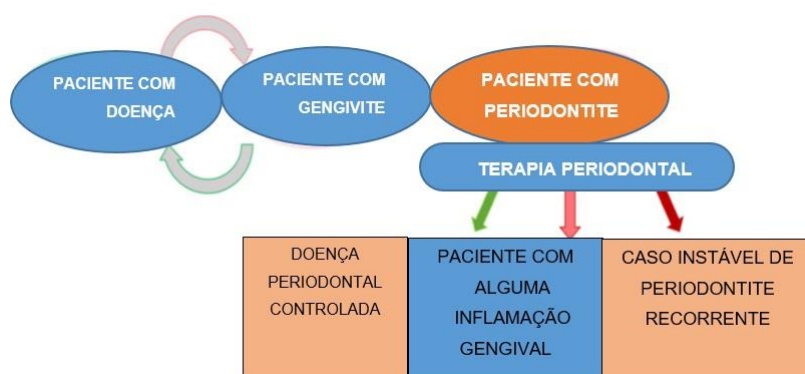 PACIENTE COM
DOENÇA
PACIENTE COM
GENGIVITE
PACIENTE COM
PERIODONTITE
TERAPIA PERIODONTAL
DOENÇA
PERIODONTAL
CONTROLADA
PACIENTE COM
ALGUMA
INFLAMAÇÃO
GENGIVAL
CASO INSTÁVEL DE
PERIODONTITE
RECORRENTE